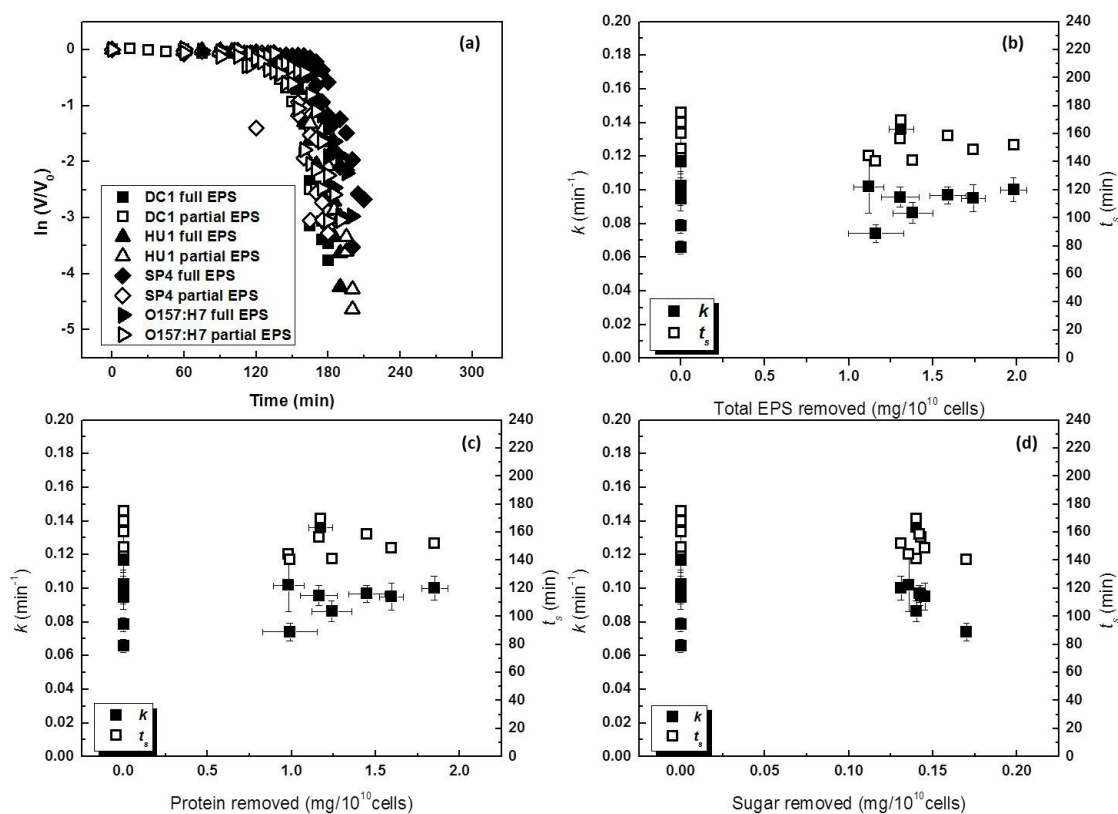 (a)
0
-1
-2
-3
-4
-5
ln (V/V₀)
DC1 full EPS
DC1 partial EPS
HU1 full EPS
HU1 partial EPS
SP4 full EPS
SP4 partial EPS
O157:H7 full EPS
O157:H7 partial EPS
0 60 120 180 240 300
Time (min)
(b)
0.20
0.18
0.16
0.14
0.12
0.10
0.08
0.06
0.04
0.02
0.00
k (min⁻¹)
240
220
200
180
160
140
120
100
80
60
40
20
0
tₛ (min)
k
tₛ
0.0 0.5 1.0 1.5 2.0
Total EPS removed (mg/10¹⁰ cells)
(c)
0.20
0.18
0.16
0.14
0.12
0.10
0.08
0.06
0.04
0.02
0.00
k (min⁻¹)
240
220
200
180
160
140
120
100
80
60
40
20
0
tₛ (min)
k
tₛ
0.0 0.5 1.0 1.5 2.0
Protein removed (mg/10¹⁰cells)
(d)
0.20
0.18
0.16
0.14
0.12
0.10
0.08
0.06
0.04
0.02
0.00
k (min⁻¹)
240
220
200
180
160
140
120
100
80
60
40
20
0
tₛ (min)
k
tₛ
0.00 0.05 0.10 0.15 0.20
Sugar removed (mg/10¹⁰cells)